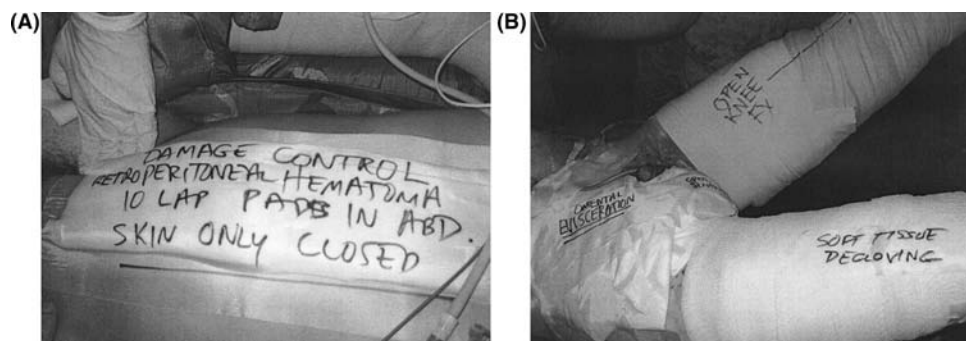 (A)
DAMAGE CONTROL
RETROPERITONEAL HEMATOMA
10 LAP PADS IN ABD.
SKIN ONLY CLOSED
(B)
OPEN
KNEE
FX
OMENTAL
EVISCERATION
SOFT TISSUE
DEGLOVING